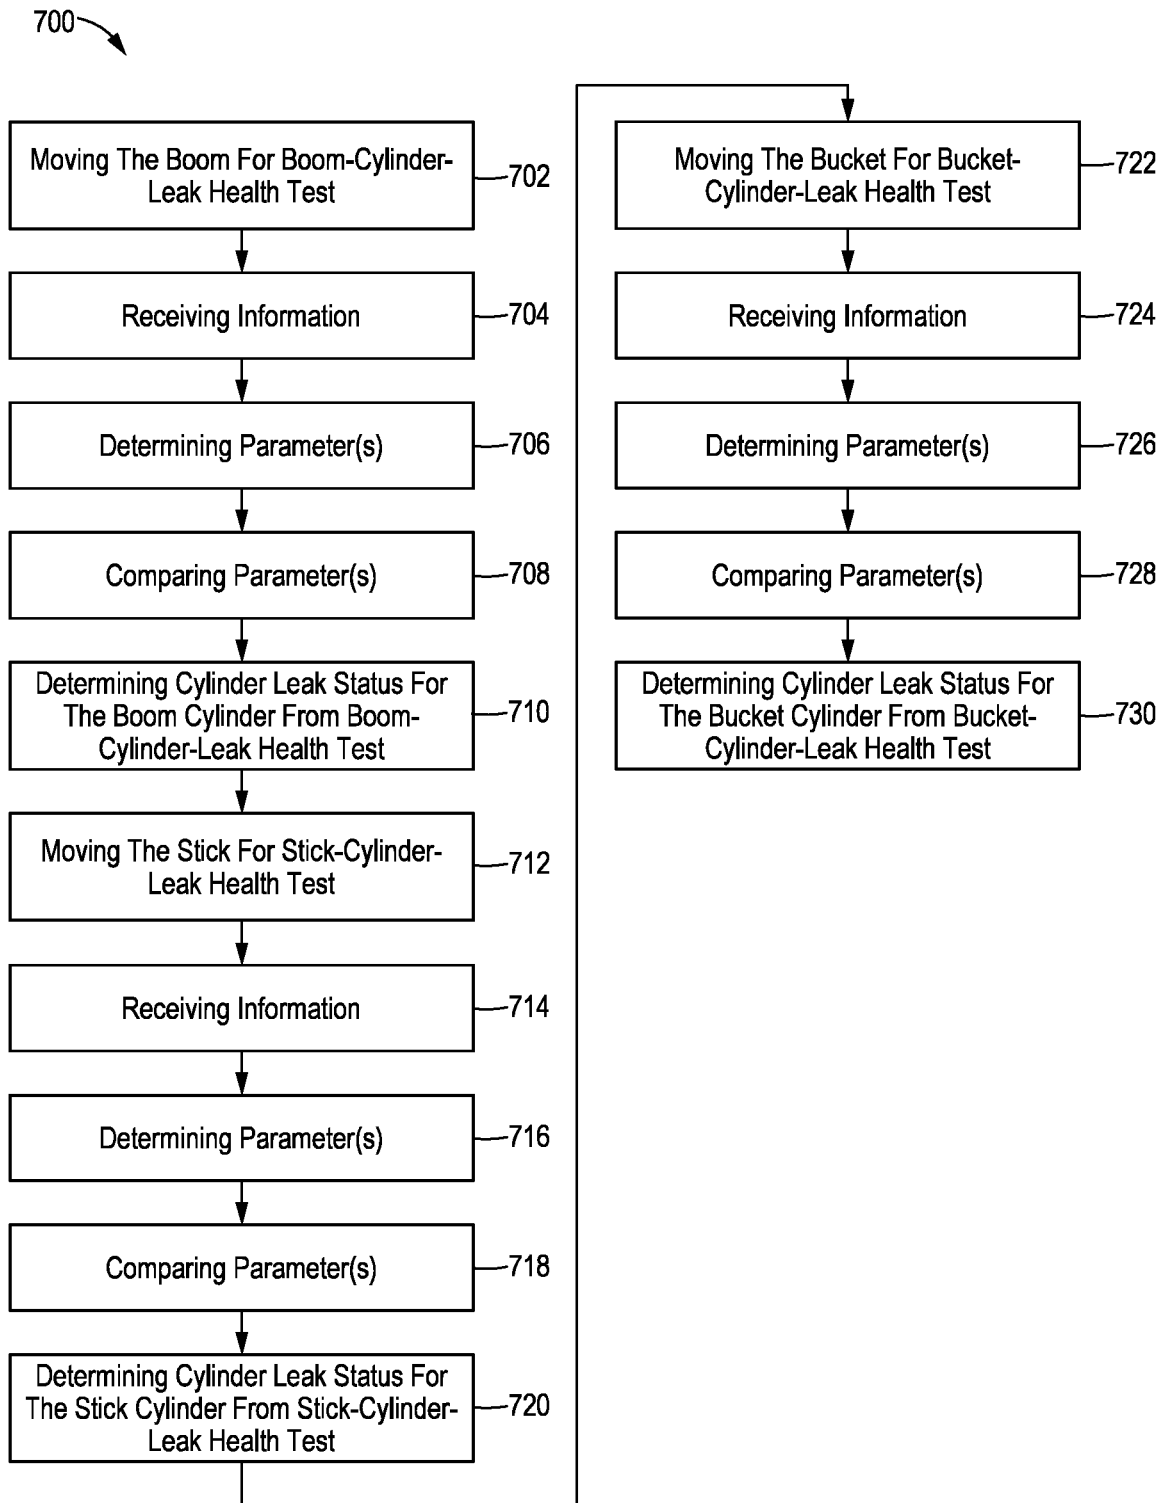 700
Moving The Boom For Boom-Cylinder-
Leak Health Test
702
Receiving Information
704
Determining Parameter(s)
706
Comparing Parameter(s)
708
Determining Cylinder Leak Status For
The Boom Cylinder From Boom-
Cylinder-Leak Health Test
710
Moving The Stick For Stick-Cylinder-
Leak Health Test
712
Receiving Information
714
Determining Parameter(s)
716
Comparing Parameter(s)
718
Determining Cylinder Leak Status For
The Stick Cylinder From Stick-Cylinder-
Leak Health Test
720
Moving The Bucket For Bucket-
Cylinder-Leak Health Test
722
Receiving Information
724
Determining Parameter(s)
726
Comparing Parameter(s)
728
Determining Cylinder Leak Status For
The Bucket Cylinder From Bucket-
Cylinder-Leak Health Test
730